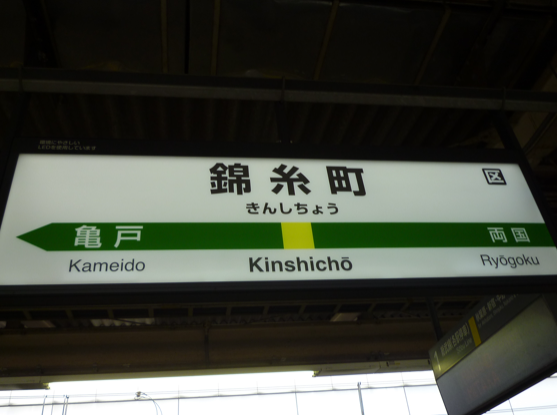 錦糸町
区
きんしちょう
亀戸
両国
Kameido
Kinshichō
Ryōgoku